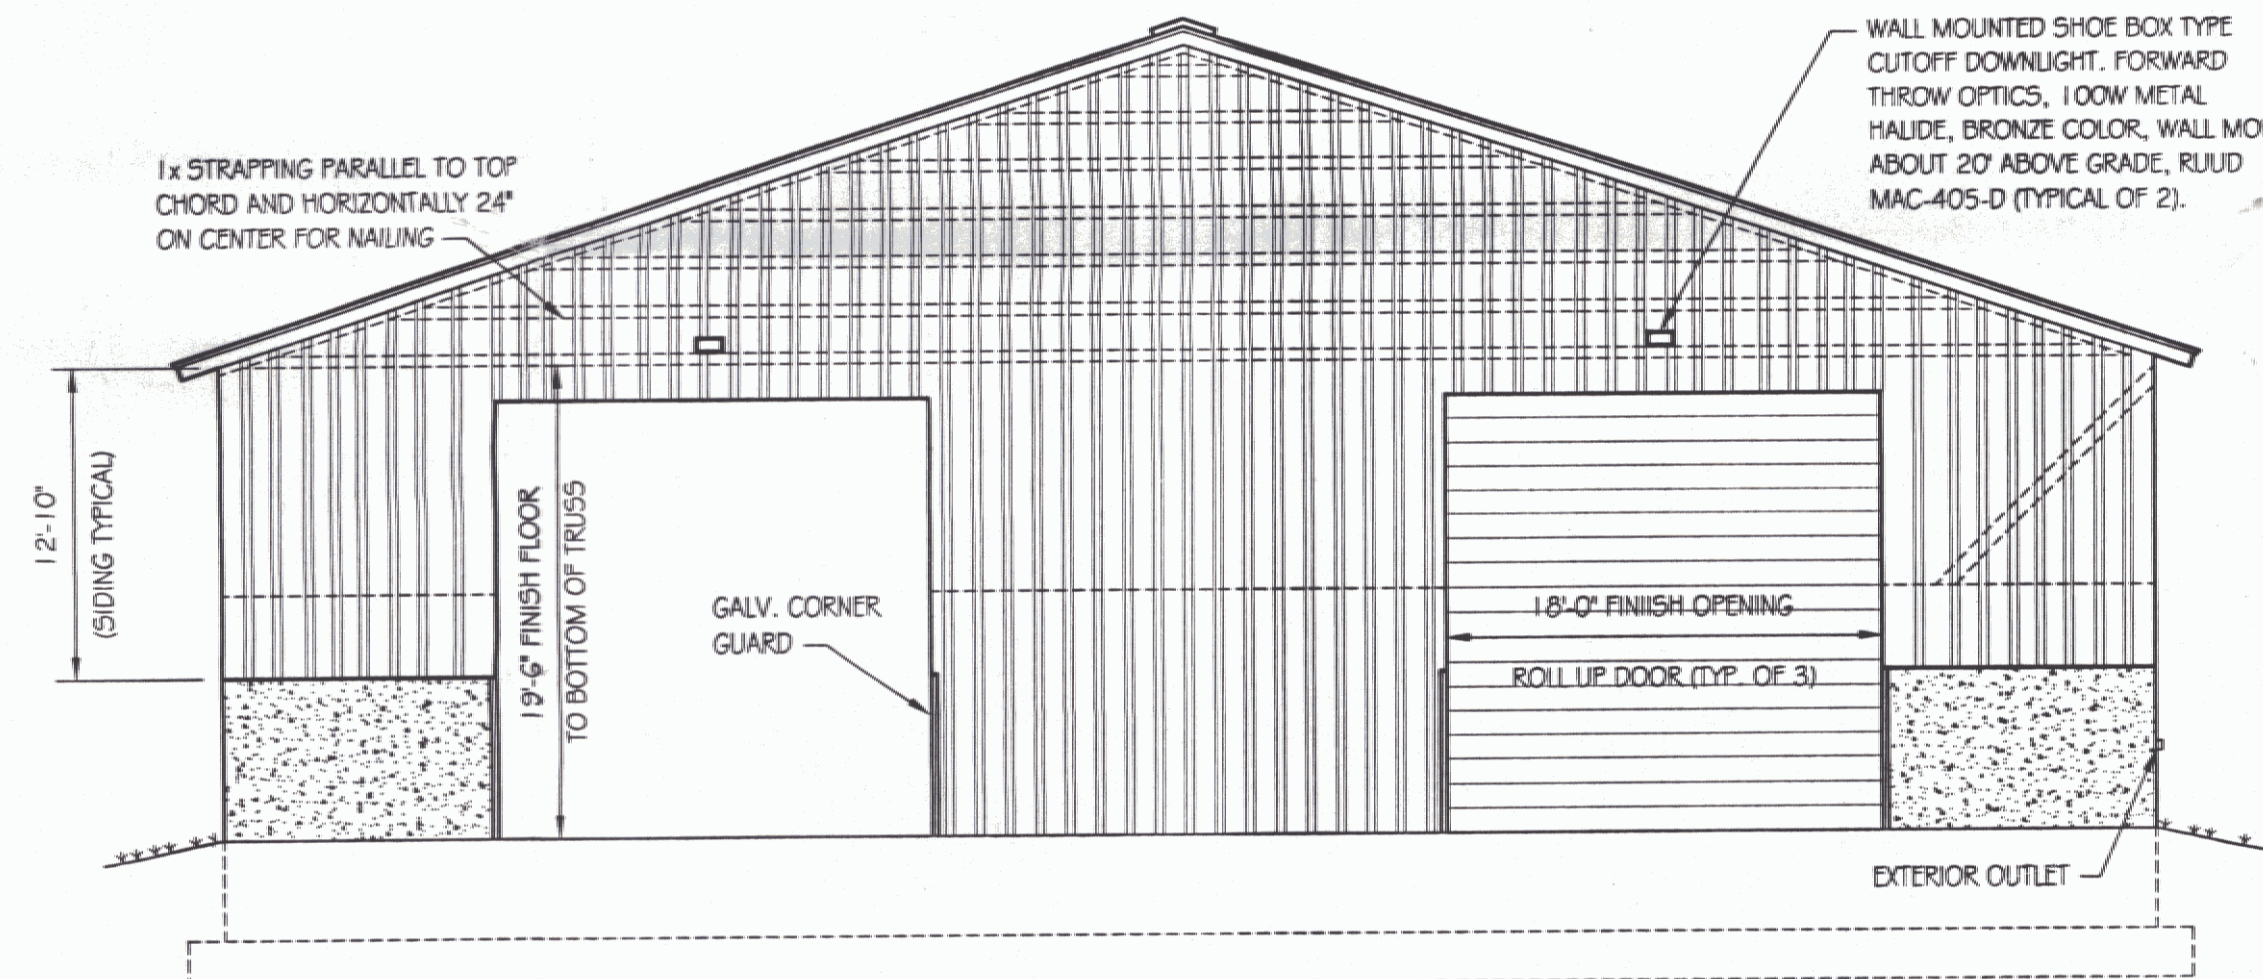 WALL MOUNTED SHOE BOX TYPE
CUTOFF DOWNLIGHT. FORWARD
THROW OPTICS, 100W METAL
HALIDE, BRONZE COLOR, WALL MO
ABOUT 20' ABOVE GRADE, RUUD
MAC-405-D (TYPICAL OF 2).
1x STRAPPING PARALLEL TO TOP
CHORD AND HORIZONTALLY 24"
ON CENTER FOR NAILING
12'-10"
(SIDING TYPICAL)
19'-6" FINISH FLOOR
TO BOTTOM OF TRUSS
GALV. CORNER
GUARD
18'-0" FINIISH OPENING
ROLL UP DOOR (TYP. OF 3)
EXTERIOR OUTLET